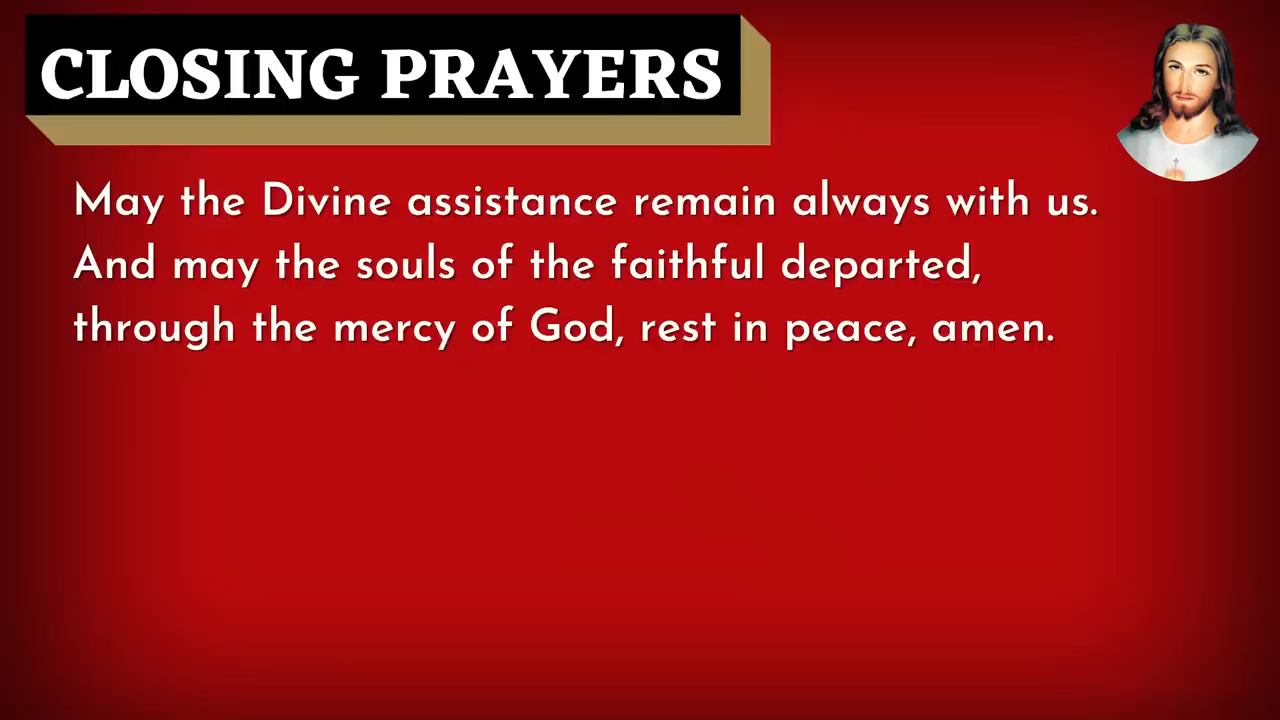 CLOSING PRAYERS
May the Divine assistance remain always with us.
And may the souls of the faithful departed,
through the mercy of God, rest in peace, amen.